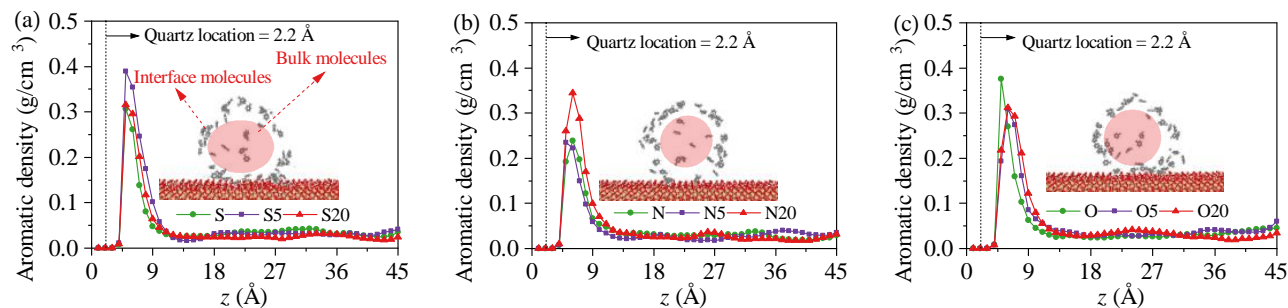 (a)
Aromatic density (g/cm ³)
0.5
0.4
0.3
0.2
0.1
0.0
Quartz location = 2.2 Å
Interface molecules
Bulk molecules
S S5 S20
0 9 18 27 36 45
z (Å)
(b)
Aromatic density (g/cm ³)
0.5
0.4
0.3
0.2
0.1
0.0
Quartz location = 2.2 Å
N N5 N20
0 9 18 27 36 45
z (Å)
(c)
Aromatic density (g/cm ³)
0.5
0.4
0.3
0.2
0.1
0.0
Quartz location = 2.2 Å
O O5 O20
0 9 18 27 36 45
z (Å)